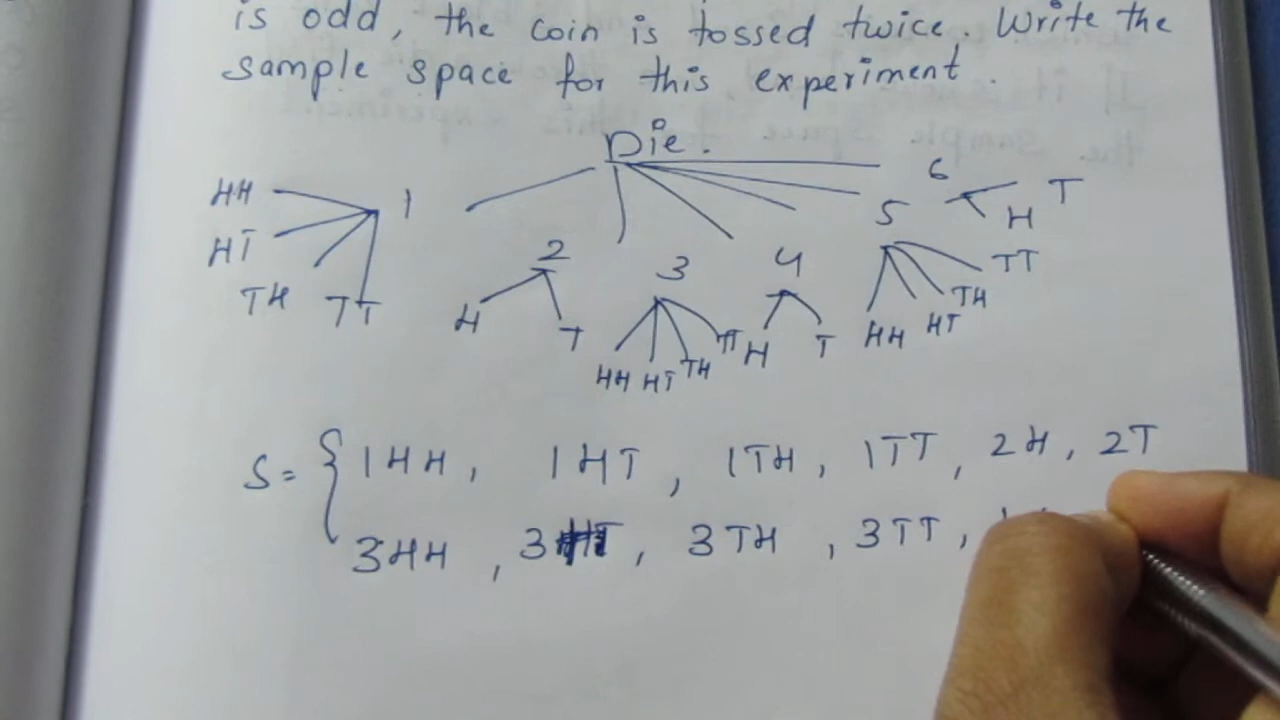 is odd, the coin is tossed twice. Write the
sample space for this experiment.
Die.
HH 1 6 T
HT 5 H
2 3 4 TT
TH TT H T TH
HH HT TH TT H T HH HT
S = { 1HH, 1HT, 1TH, 1TT, 2H, 2T
3HH, 3HT, 3TH, 3TT,